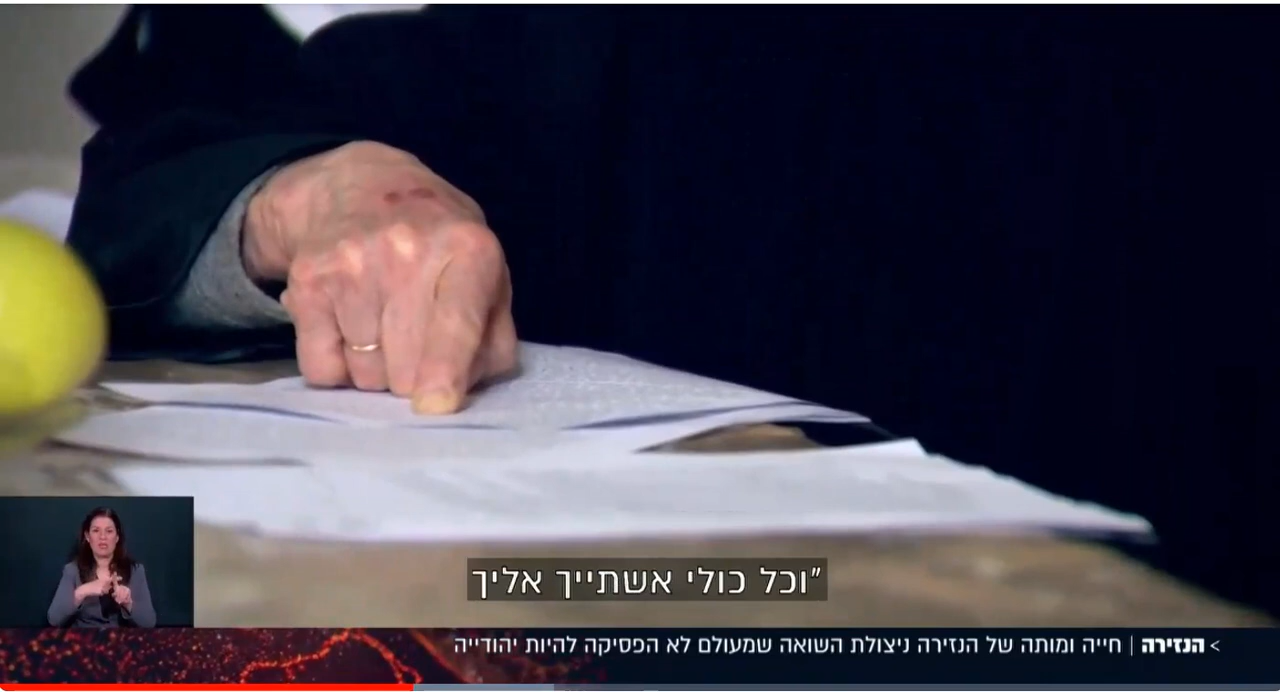 "וכל כולי אשתייך אליך
> הנזירה | חייה ומותה של הנזירה ניצולת השואה שמעולם לא הפסיקה להיות יהודייה